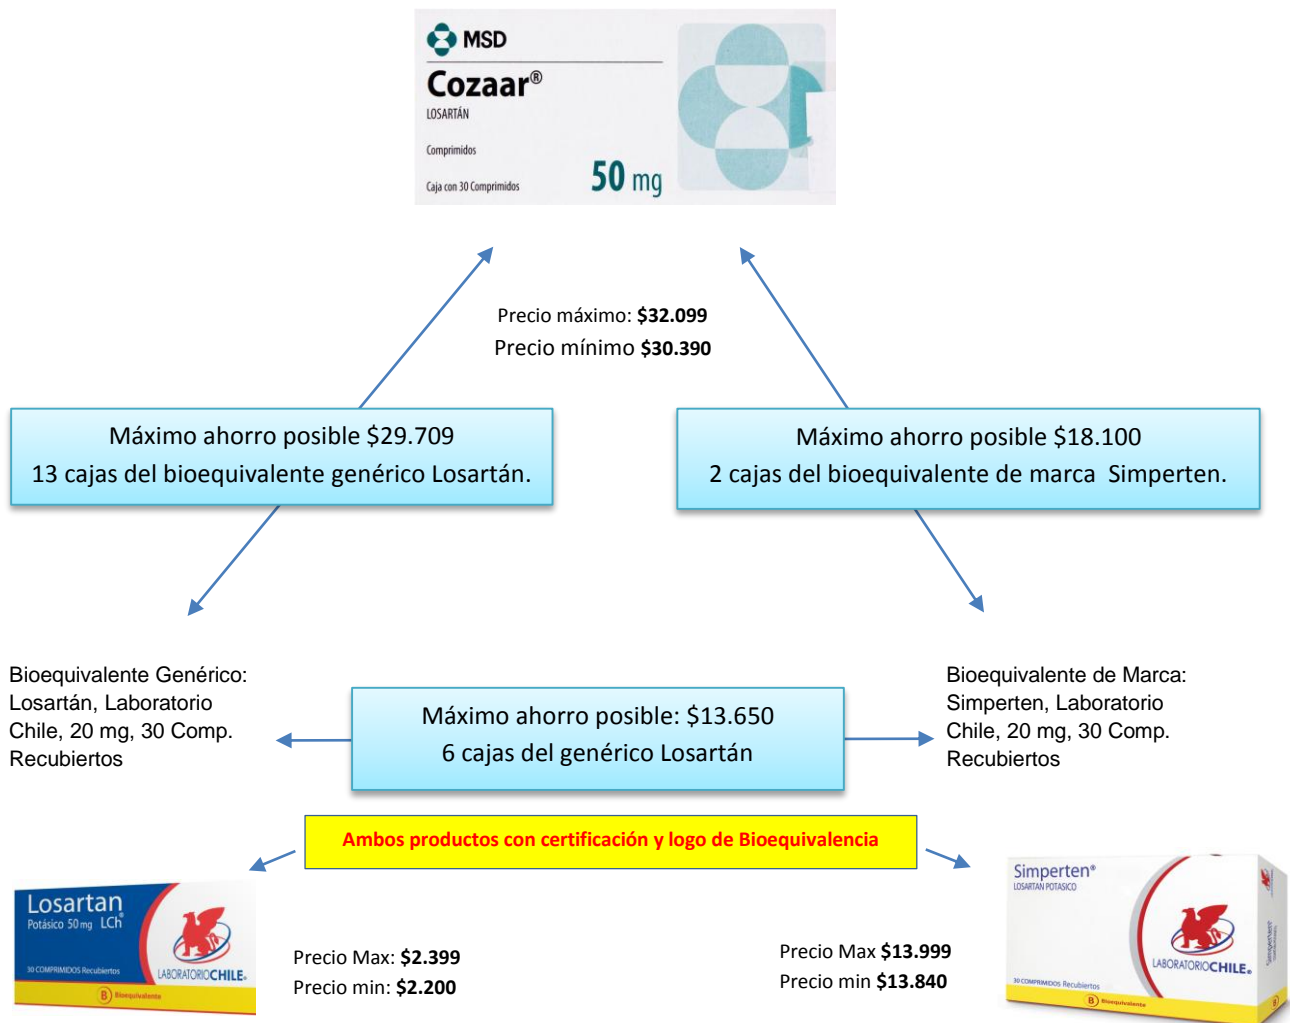 MSD
Cozaar®
LOSARTÁN
Comprimidos
Caja con 30 Comprimidos
50 mg
Precio máximo: $32.099
Precio mínimo $30.390
Máximo ahorro posible $29.709
13 cajas del bioequivalente genérico Losartán.
Máximo ahorro posible $18.100
2 cajas del bioequivalente de marca Simperten.
Bioequivalente Genérico:
Losartán, Laboratorio
Chile, 20 mg, 30 Comp.
Recubiertos
Máximo ahorro posible: $13.650
6 cajas del genérico Losartán
Bioequivalente de Marca:
Simperten, Laboratorio
Chile, 20 mg, 30 Comp.
Recubiertos
Ambos productos con certificación y logo de Bioequivalencia
Losartan
Potásico 50 mg LCh®
30 COMPRIMIDOS Recubiertos
LABORATORIOCHILE®
B Bioequivalente
Precio Max: $2.399
Precio min: $2.200
Precio Max $13.999
Precio min $13.840
Simperten®
LOSARTAN POTASICO
LABORATORIOCHILE®
30 COMPRIMIDOS Recubiertos
B Bioequivalente
Simperten
B